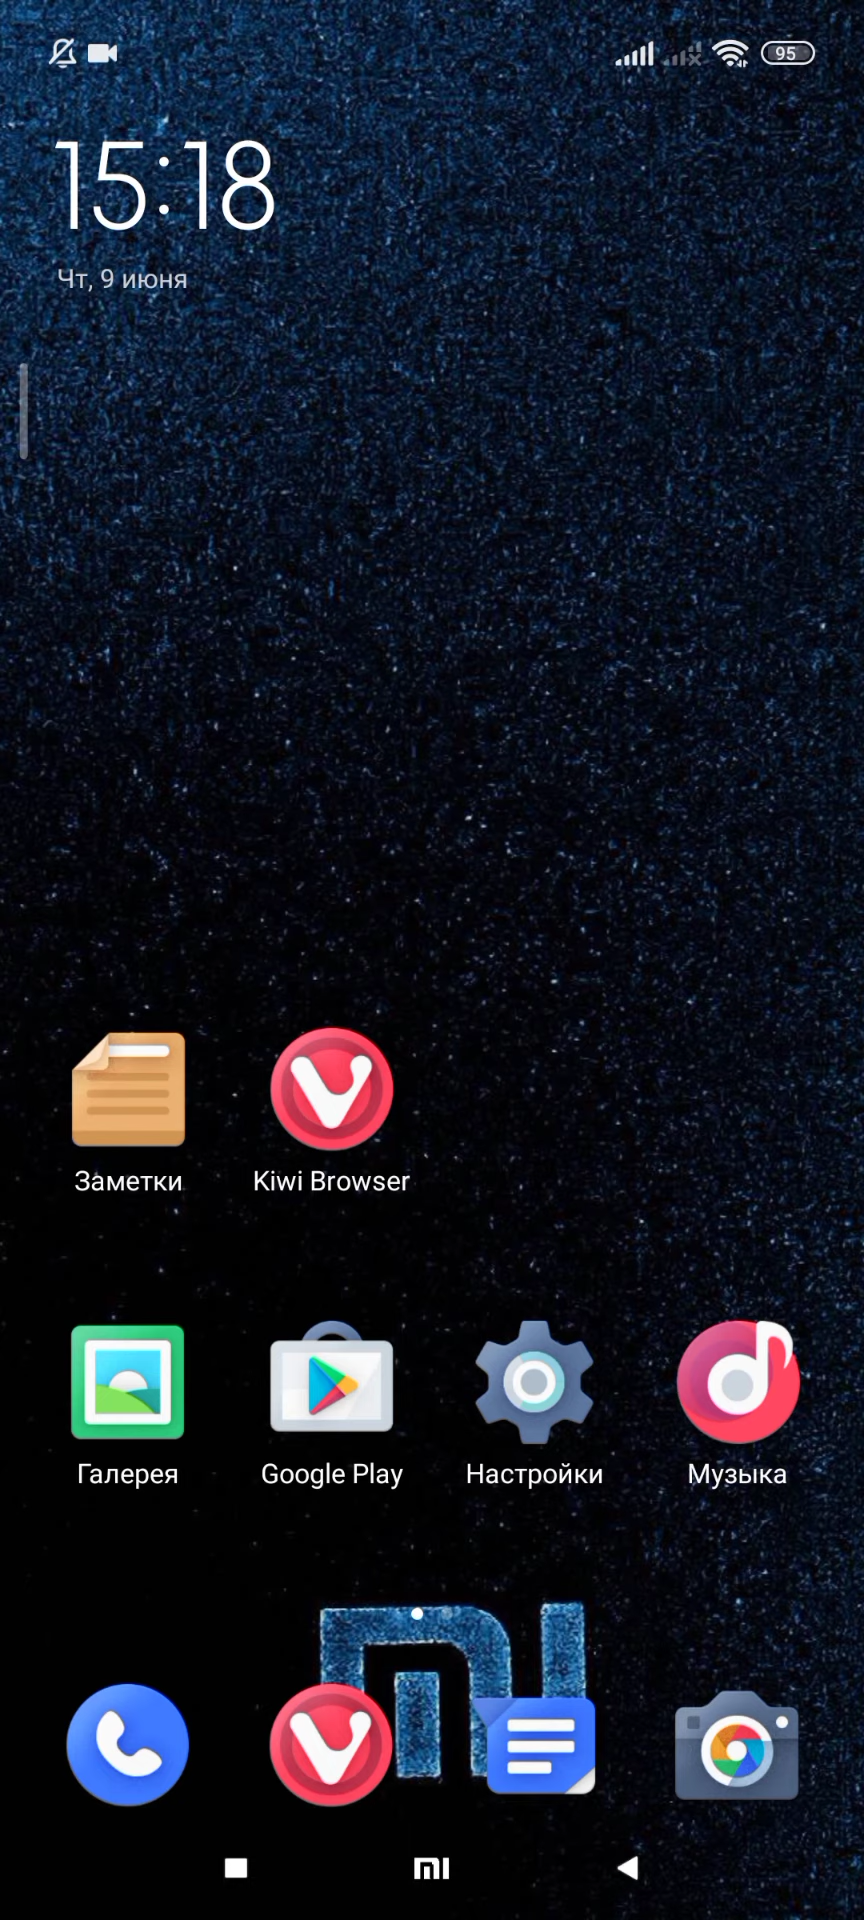 95
15:18
Чт, 9 июня
Заметки
Kiwi Browser
Галерея
Google Play
Настройки
Музыка